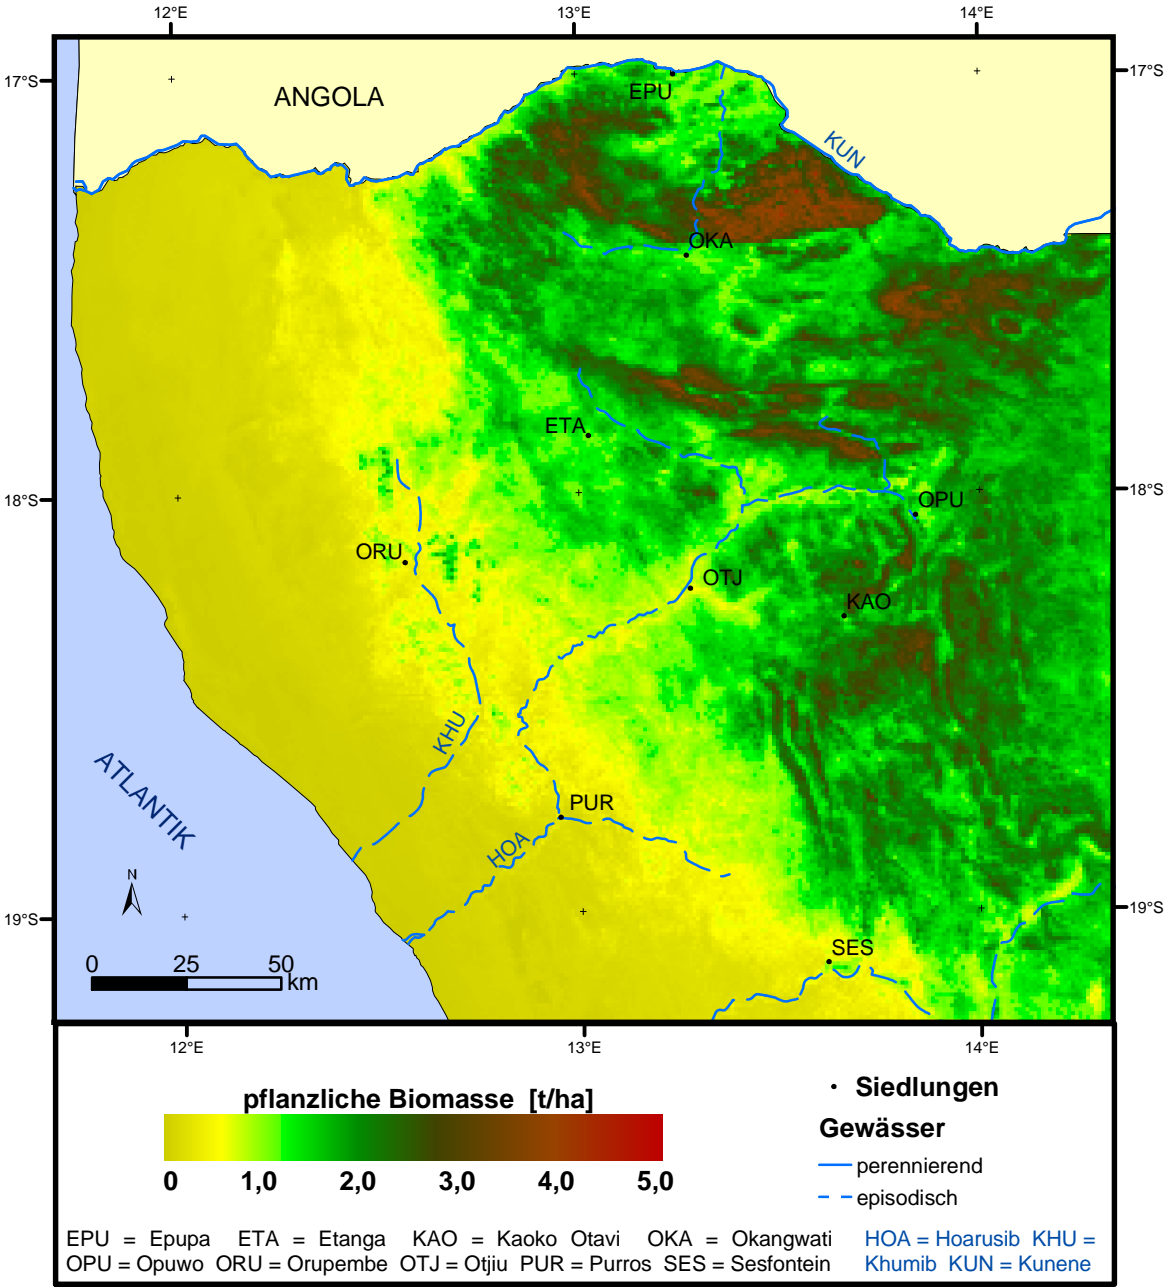 12°E 13°E 14°E
17°S 17°S
ANGOLA
EPU
KUN
OKA
ETA
18°S 18°S
OPU
ORU
OTJ
KAO
KHU
ATLANTIK
PUR
HOA
N
19°S 19°S
SES
0 25 50
km
12°E 13°E 14°E
pflanzliche Biomasse [t/ha]
0 1,0 2,0 3,0 4,0 5,0
Siedlungen
Gewässer
perennierend
episodisch
EPU = Epupa ETA = Etanga KAO = Kaoko Otavi OKA = Okangwati HOA = Hoarusib KHU =
OPU = Opuwo ORU = Orupembe OTJ = Otjiu PUR = Purros SES = Sesfontein Khumib KUN = Kunene